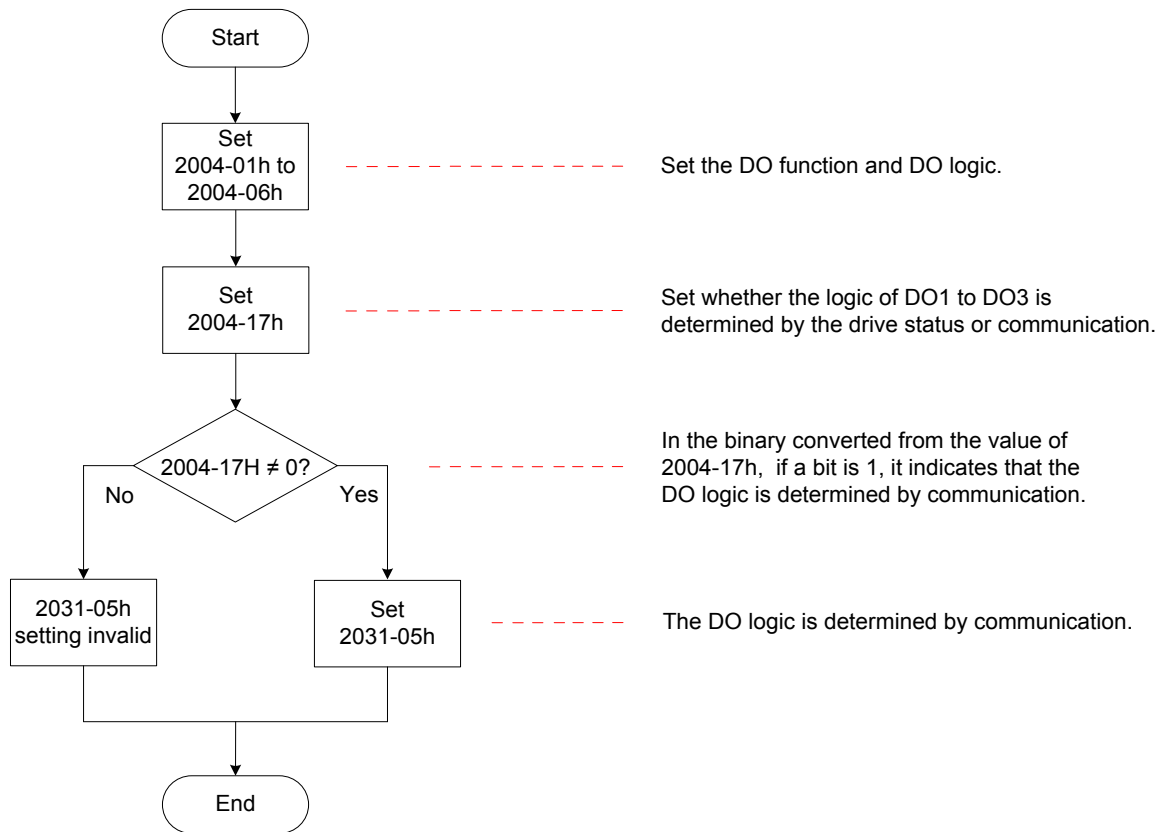 Start
Set
2004-01h to
2004-06h
Set the DO function and DO logic.
Set
2004-17h
Set whether the logic of DO1 to DO3 is
determined by the drive status or communication.
2004-17H ≠ 0?
In the binary converted from the value of
2004-17h,  if a bit is 1, it indicates that the
DO logic is determined by communication.
No
Yes
2031-05h
setting invalid
Set
2031-05h
The DO logic is determined by communication.
End